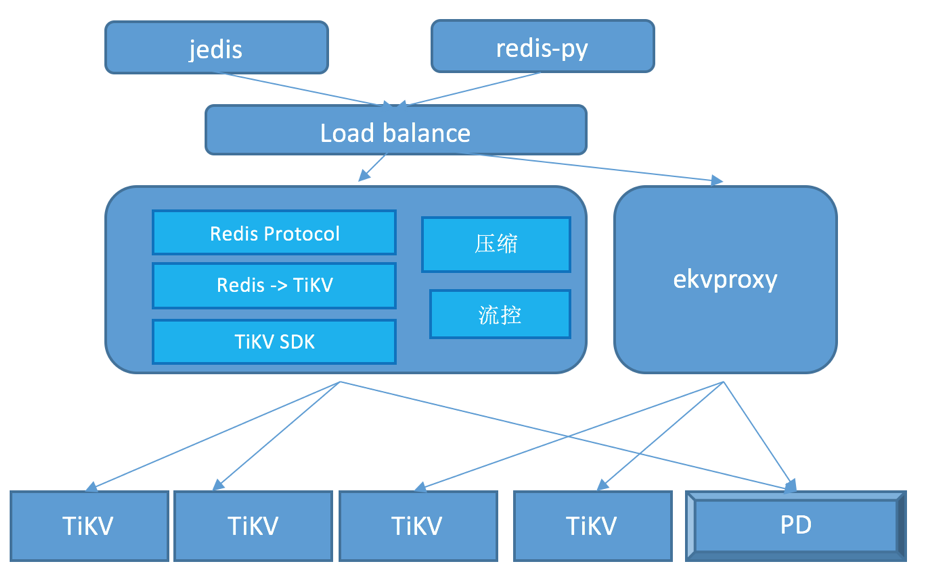 jedis
redis-py
Load balance
Redis Protocol
Redis -> TiKV
TiKV SDK
压缩
流控
ekvproxy
TiKV
TiKV
TiKV
TiKV
PD